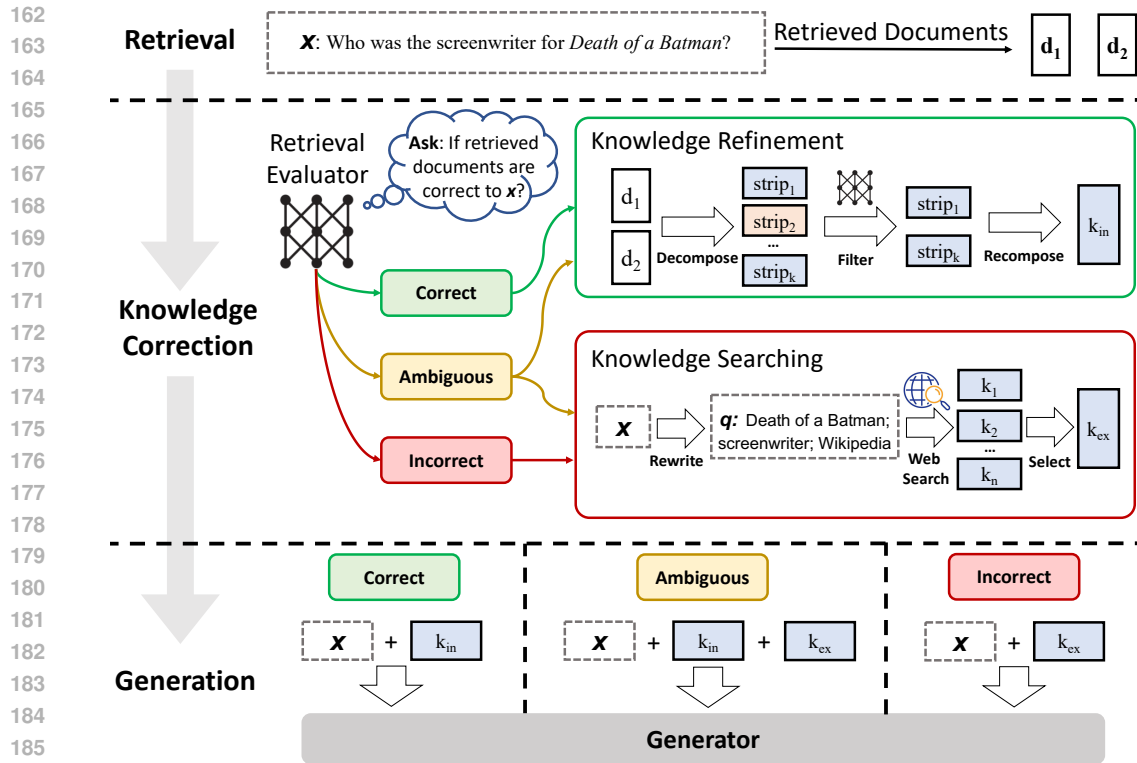 162
163
164
165
166
167
168
169
170
171
172
173
174
175
176
177
178
179
180
181
182
183
184
185
Retrieval
x: Who was the screenwriter for Death of a Batman?
Retrieved Documents
d1
d2
Knowledge
Correction
Retrieval
Evaluator
Ask: If retrieved
documents are
correct to x?
Correct
Ambiguous
Incorrect
Knowledge Refinement
d1
d2
Decompose
strip1
strip2
...
stripk
Filter
strip1
stripk
Recompose
kin
Knowledge Searching
x
Rewrite
q: Death of a Batman;
screenwriter; Wikipedia
Web
Search
k1
k2
...
kn
Select
kex
Generation
Correct
x + kin
Ambiguous
x + kin + kex
Incorrect
x + kex
Generator